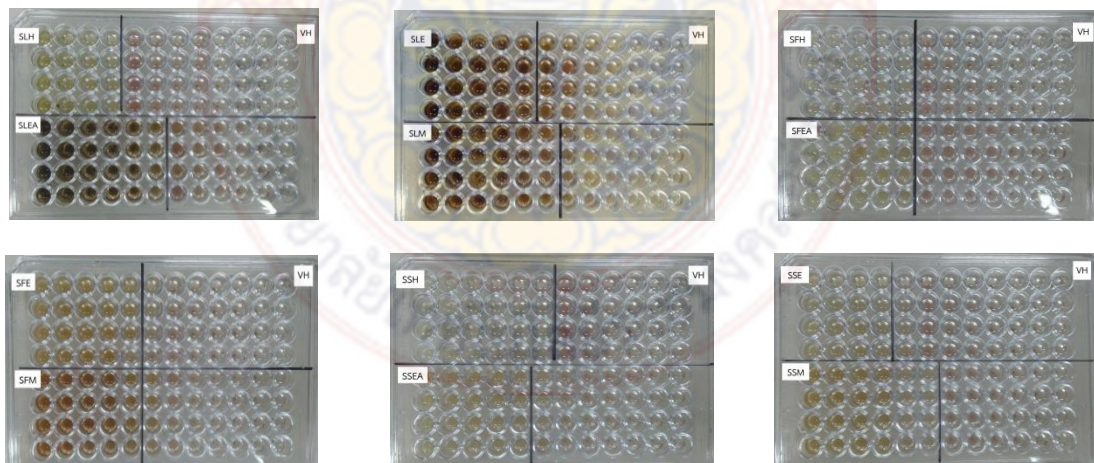 SLH VH
SLEA
SLE VH
SLM
SFH VH
SFEA
SFE VH
SFM
SSH VH
SSEA
SSE VH
SSM